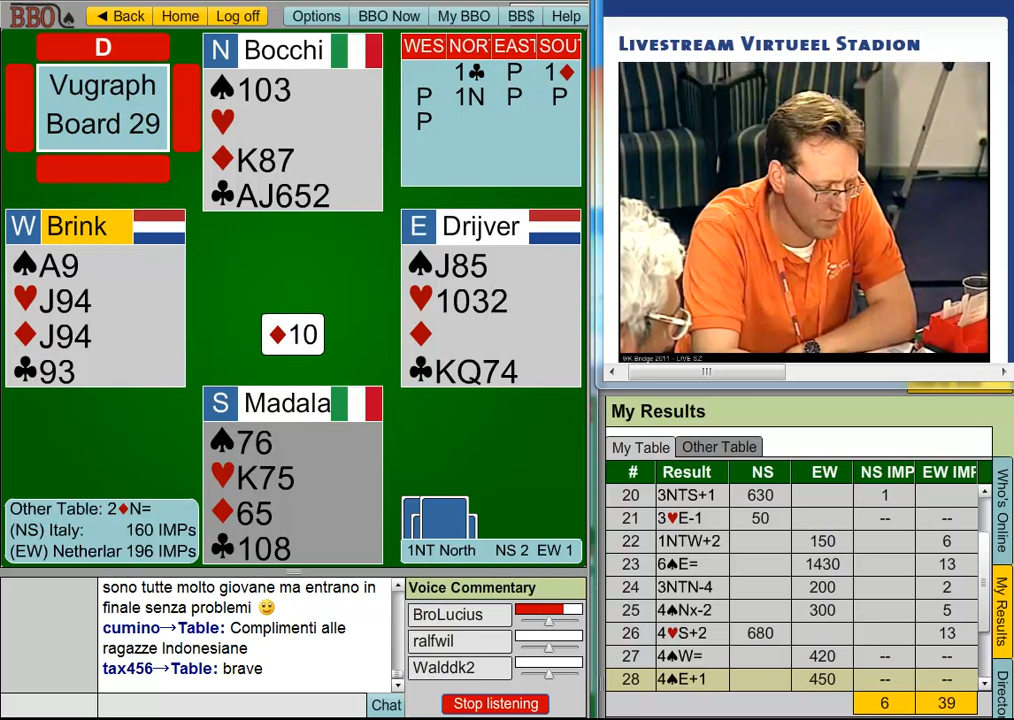 BBO ◄ Back Home Log off Options BBO Now My BBO BB$ Help
D
Vugraph
Board 29
N Bocchi
♠103
♥
♦K87
♣AJ652
WES NOR EAST SOU
1♣ P 1♦
P 1N P P
P
W Brink
♠A9
♥J94
♦J94
♣93
♦10
E Drijver
♠J85
♥1032
♦
♣KQ74
S Madala
♠76
♥K75
♦65
♣108
Other Table: 2♦N=
(NS) Italy: 160 IMPs
(EW) Netherlar 196 IMPs
1NT North NS 2 EW 1
sono tutte molto giovane ma entrano in
finale senza problemi
cumino→Table: Complimenti alle
ragazze Indonesiane
tax456→Table: brave
Chat
Voice Commentary
BroLucius
ralfwil
Walddk2
Stop listening
Livestream Virtueel Stadion
WK Bridge 2011 - LIVE SZ
My Results
My Table Other Table
# Result NS EW NS IMP EW IMF
20 3NTS+1 630 1
21 3♥E-1 50 -- --
22 1NTW+2 150 6
23 6♠E= 1430 13
24 3NTN-4 200 2
25 4♠Nx-2 300 5
26 4♥S+2 680 13
27 4♠W= 420 -- --
28 4♠E+1 450 -- --
6 39
Who's Online
My Results
Director